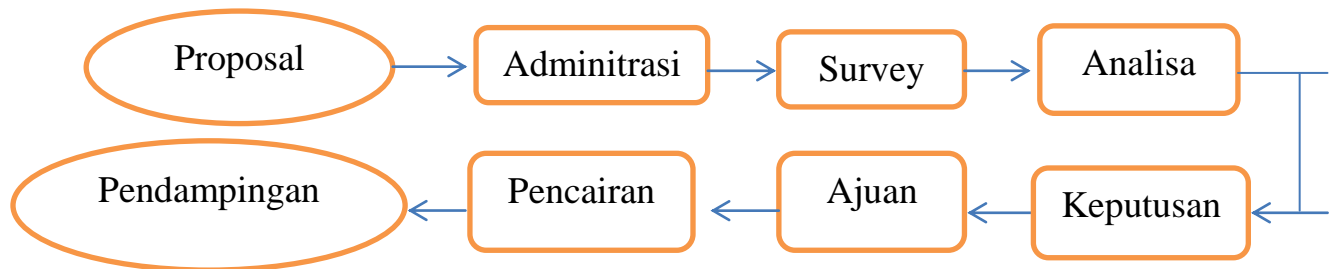 Proposal
Adminitrasi
Survey
Analisa
Pendampingan
Pencairan
Ajuan
Keputusan